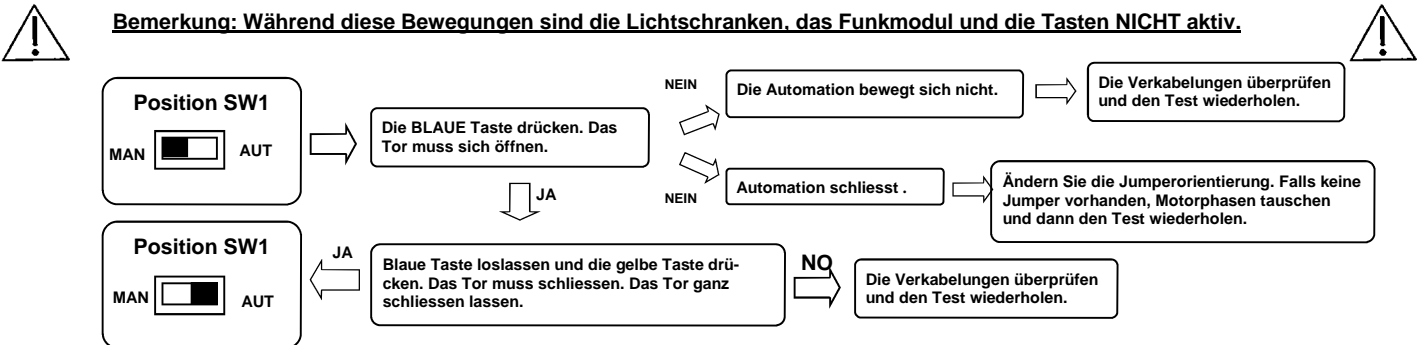 Bemerkung: Während diese Bewegungen sind die Lichtschranken, das Funkmodul und die Tasten NICHT aktiv.
Position SW1
MAN
AUT
Die BLAUE Taste drücken. Das
Tor muss sich öffnen.
NEIN
Die Automation bewegt sich nicht.
Die Verkabelungen überprüfen
und den Test wiederholen.
NEIN
Automation schliesst .
Ändern Sie die Jumperorientierung. Falls keine
Jumper vorhanden, Motorphasen tauschen
und dann den Test wiederholen.
JA
Blaue Taste loslassen und die gelbe Taste drü-
cken. Das Tor muss schliessen. Das Tor ganz
schliessen lassen.
NO
Die Verkabelungen überprüfen
und den Test wiederholen.
JA
Position SW1
MAN
AUT